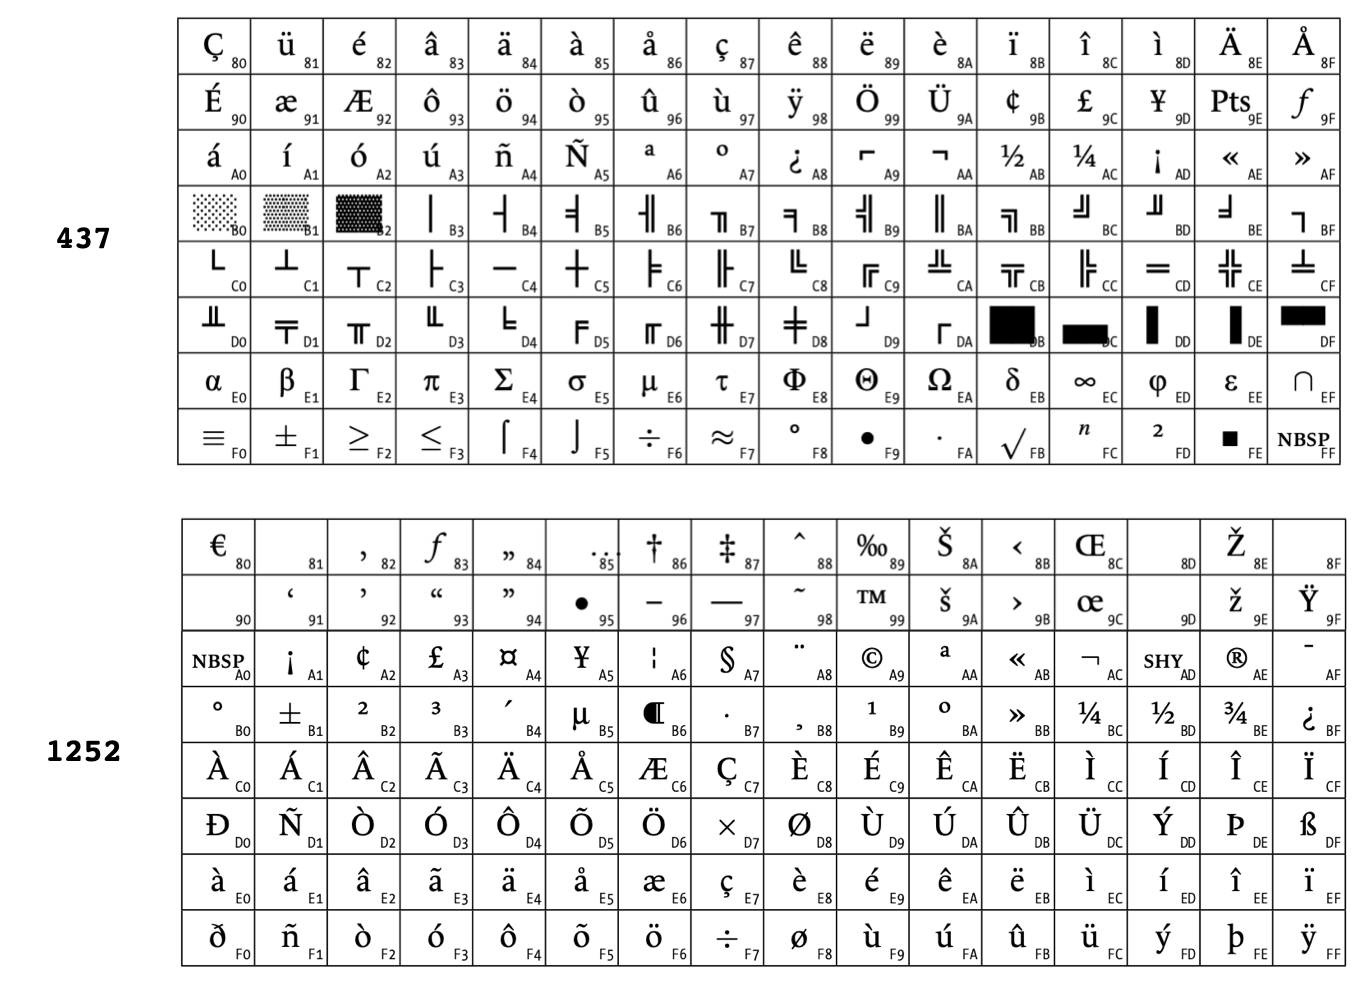 Ç 80 ü 81 é 82 â 83 ä 84 à 85 å 86 ç 87 ê 88 ë 89 è 8A ï 8B î 8C ì 8D Ä 8E Å 8F
É 90 æ 91 Æ 92 ô 93 ö 94 ò 95 û 96 ù 97 ÿ 98 Ö 99 Ü 9A ¢ 9B £ 9C ¥ 9D Pts 9E ƒ 9F
á A0 í A1 ó A2 ú A3 ñ A4 Ñ A5 ª A6 º A7 ¿ A8 ⌐ A9 ¬ AA ½ AB ¼ AC ¡ AD « AE » AF
░ B0 ▒ B1 ▓ B2 │ B3 ┤ B4 ╡ B5 ╢ B6 ╖ B7 ╕ B8 ╣ B9 ║ BA ╗ BB ╝ BC ╜ BD ╛ BE ┐ BF
437
└ C0 ┴ C1 ┬ C2 ├ C3 ─ C4 ┼ C5 ╞ C6 ╟ C7 ╚ C8 ╔ C9 ╩ CA ╦ CB ╠ CC ═ CD ╬ CE ╧ CF
╨ D0 ╤ D1 ╥ D2 ╙ D3 ╘ D4 ╒ D5 ╓ D6 ╫ D7 ╪ D8 ┘ D9 ┌ DA █ DB ▄ DC ▌ DD ▐ DE ▀ DF
α E0 β E1 Γ E2 π E3 Σ E4 σ E5 µ E6 τ E7 Φ E8 Θ E9 Ω EA δ EB ∞ EC φ ED ε EE ∩ EF
≡ F0 ± F1 ≥ F2 ≤ F3 ⌠ F4 ⌡ F5 ÷ F6 ≈ F7 ° F8 • F9 · FA √ FB ⁿ FC ² FD ■ FE NBSP FF
€ 80 81 ‚ 82 ƒ 83 „ 84 … 85 † 86 ‡ 87 ˆ 88 ‰ 89 Š 8A ‹ 8B Œ 8C 8D Ž 8E 8F
90 ‘ 91 ’ 92 “ 93 ” 94 • 95 – 96 — 97 ˜ 98 ™ 99 š 9A › 9B œ 9C 9D ž 9E Ÿ 9F
NBSP A0 ¡ A1 ¢ A2 £ A3 ¤ A4 ¥ A5 ¦ A6 § A7 ¨ A8 © A9 ª AA « AB ¬ AC SHY AD ® AE ¯ AF
° B0 ± B1 ² B2 ³ B3 ´ B4 µ B5 ¶ B6 · B7 ¸ B8 ¹ B9 º BA » BB ¼ BC ½ BD ¾ BE ¿ BF
1252
À C0 Á C1 Â C2 Ã C3 Ä C4 Å C5 Æ C6 Ç C7 È C8 É C9 Ê CA Ë CB Ì CC Í CD Î CE Ï CF
Ð D0 Ñ D1 Ò D2 Ó D3 Ô D4 Õ D5 Ö D6 × D7 Ø D8 Ù D9 Ú DA Û DB Ü DC Ý DD Þ DE ß DF
à E0 á E1 â E2 ã E3 ä E4 å E5 æ E6 ç E7 è E8 é E9 ê EA ë EB ì EC í ED î EE ï EF
ð F0 ñ F1 ò F2 ó F3 ô F4 õ F5 ö F6 ÷ F7 ø F8 ù F9 ú FA û FB ü FC ý FD þ FE ÿ FF